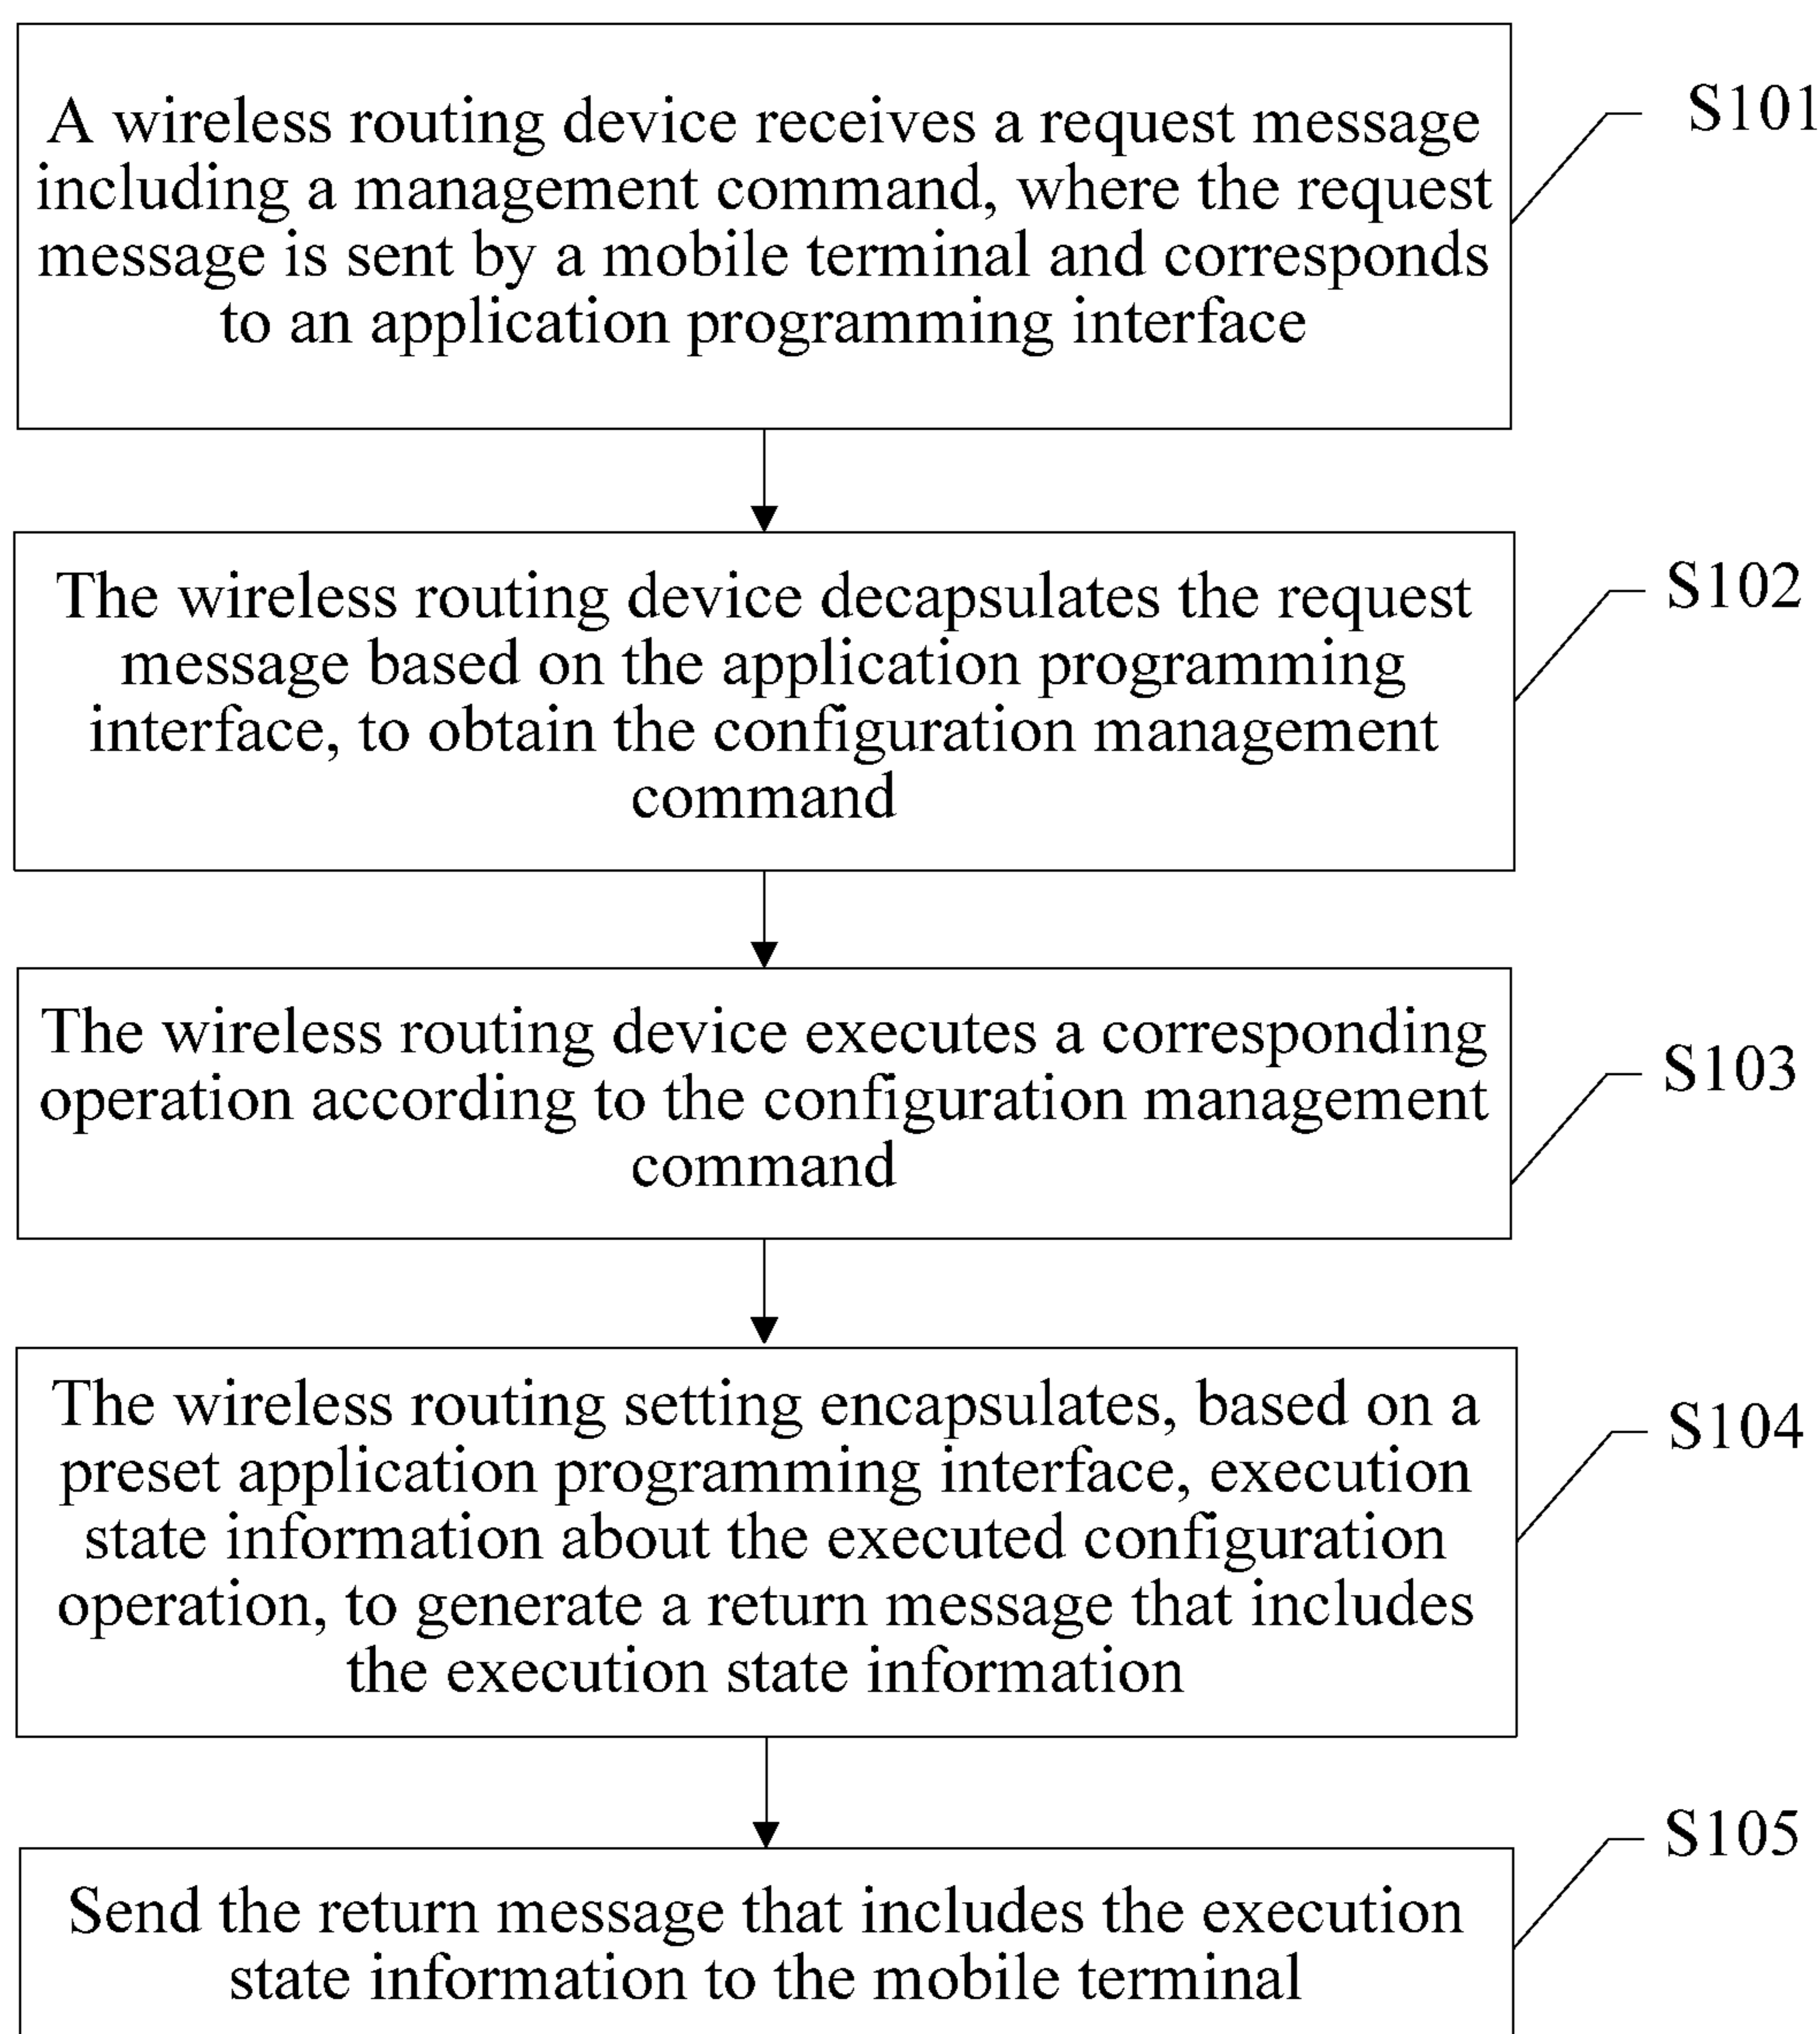 A wireless routing device receives a request message
including a management command, where the request
message is sent by a mobile terminal and corresponds
to an application programming interface
S101
The wireless routing device decapsulates the request
message based on the application programming
interface, to obtain the configuration management
command
S102
The wireless routing device executes a corresponding
operation according to the configuration management
command
S103
The wireless routing setting encapsulates, based on a
preset application programming interface, execution
state information about the executed configuration
operation, to generate a return message that includes
the execution state information
S104
Send the return message that includes the execution
state information to the mobile terminal
S105